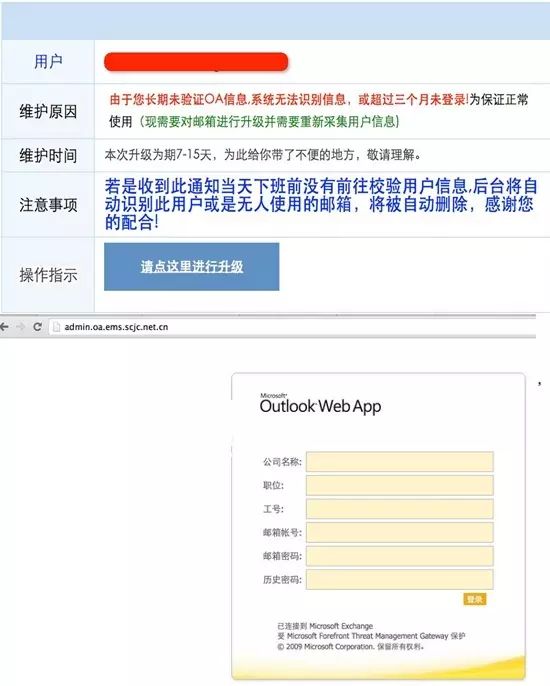 用户
维护原因
由于您长期未验证OA信息,系统无法识别信息，或超过三个月未登录!为保证正常
使用（现需要对邮箱进行升级并需要重新采集用户信息)
维护时间
本次升级为期7-15天，为此给你带了不便的地方，敬请理解。
注意事项
若是收到此通知当天下班前没有前往校验用户信息,后台将自
动识别此用户或是无人使用的邮箱，将被自动删除，感谢您
的配合!
操作指示
请点这里进行升级
admin.oa.ems.scjc.net.cn
Microsoft®
Outlook Web App
公司名称:
职位:
工号:
邮箱帐号:
邮箱密码:
历史密码:
登录
已连接到 Microsoft Exchange
受 Microsoft Forefront Threat Management Gateway 保护
© 2009 Microsoft Corporation. 保留所有权利。